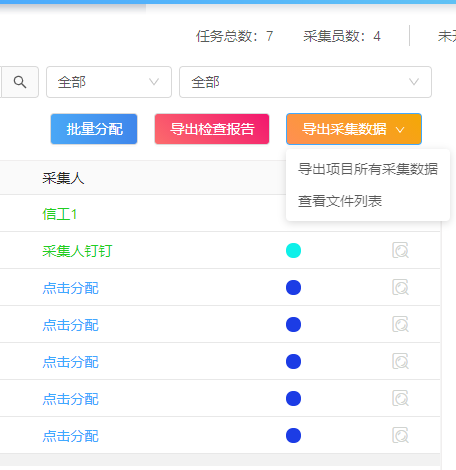 任务总数：7 采集员数：4
全部 全部
批量分配 导出检查报告 导出采集数据
导出项目所有采集数据
查看文件列表
采集人
信工1
采集人钉钉
点击分配
点击分配
点击分配
点击分配
点击分配